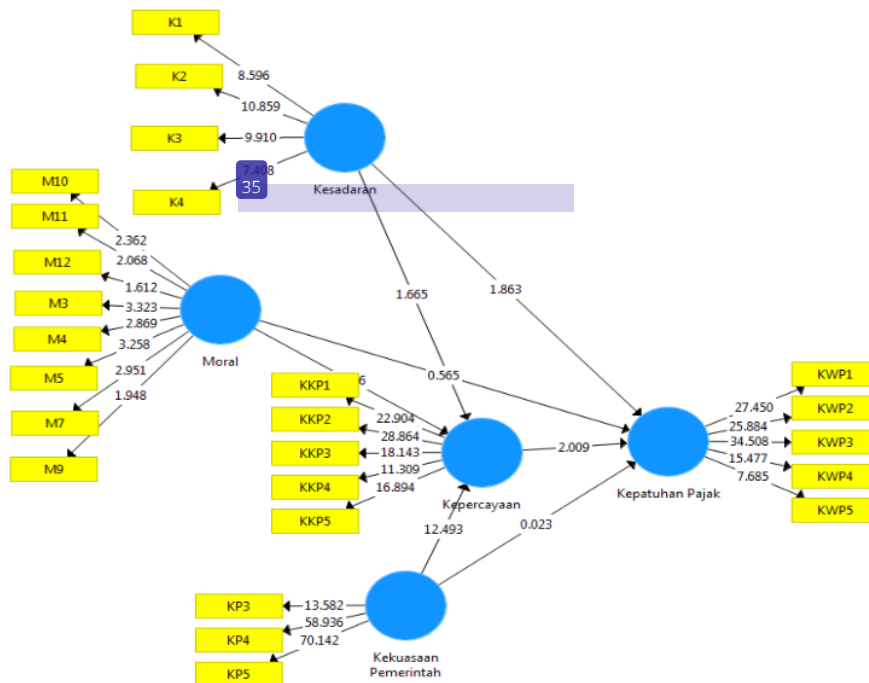 K1
K2
K3
K4
8.596
10.859
9.910
7.408
35
Kesadaran
M10
M11
M12
M3
M4
M5
M7
M9
2.362
2.068
1.612
3.323
2.869
3.258
2.951
1.948
Moral
1.665
1.863
0.565
6
KKP1
KKP2
KKP3
KKP4
KKP5
22.904
28.864
18.143
11.309
16.894
Kepercayaan
2.009
12.493
0.023
KWP1
KWP2
KWP3
KWP4
KWP5
27.450
25.884
34.508
15.477
7.685
Kepatuhan Pajak
KP3
KP4
KP5
13.582
58.936
70.142
Kekuasaan
Pemerintah